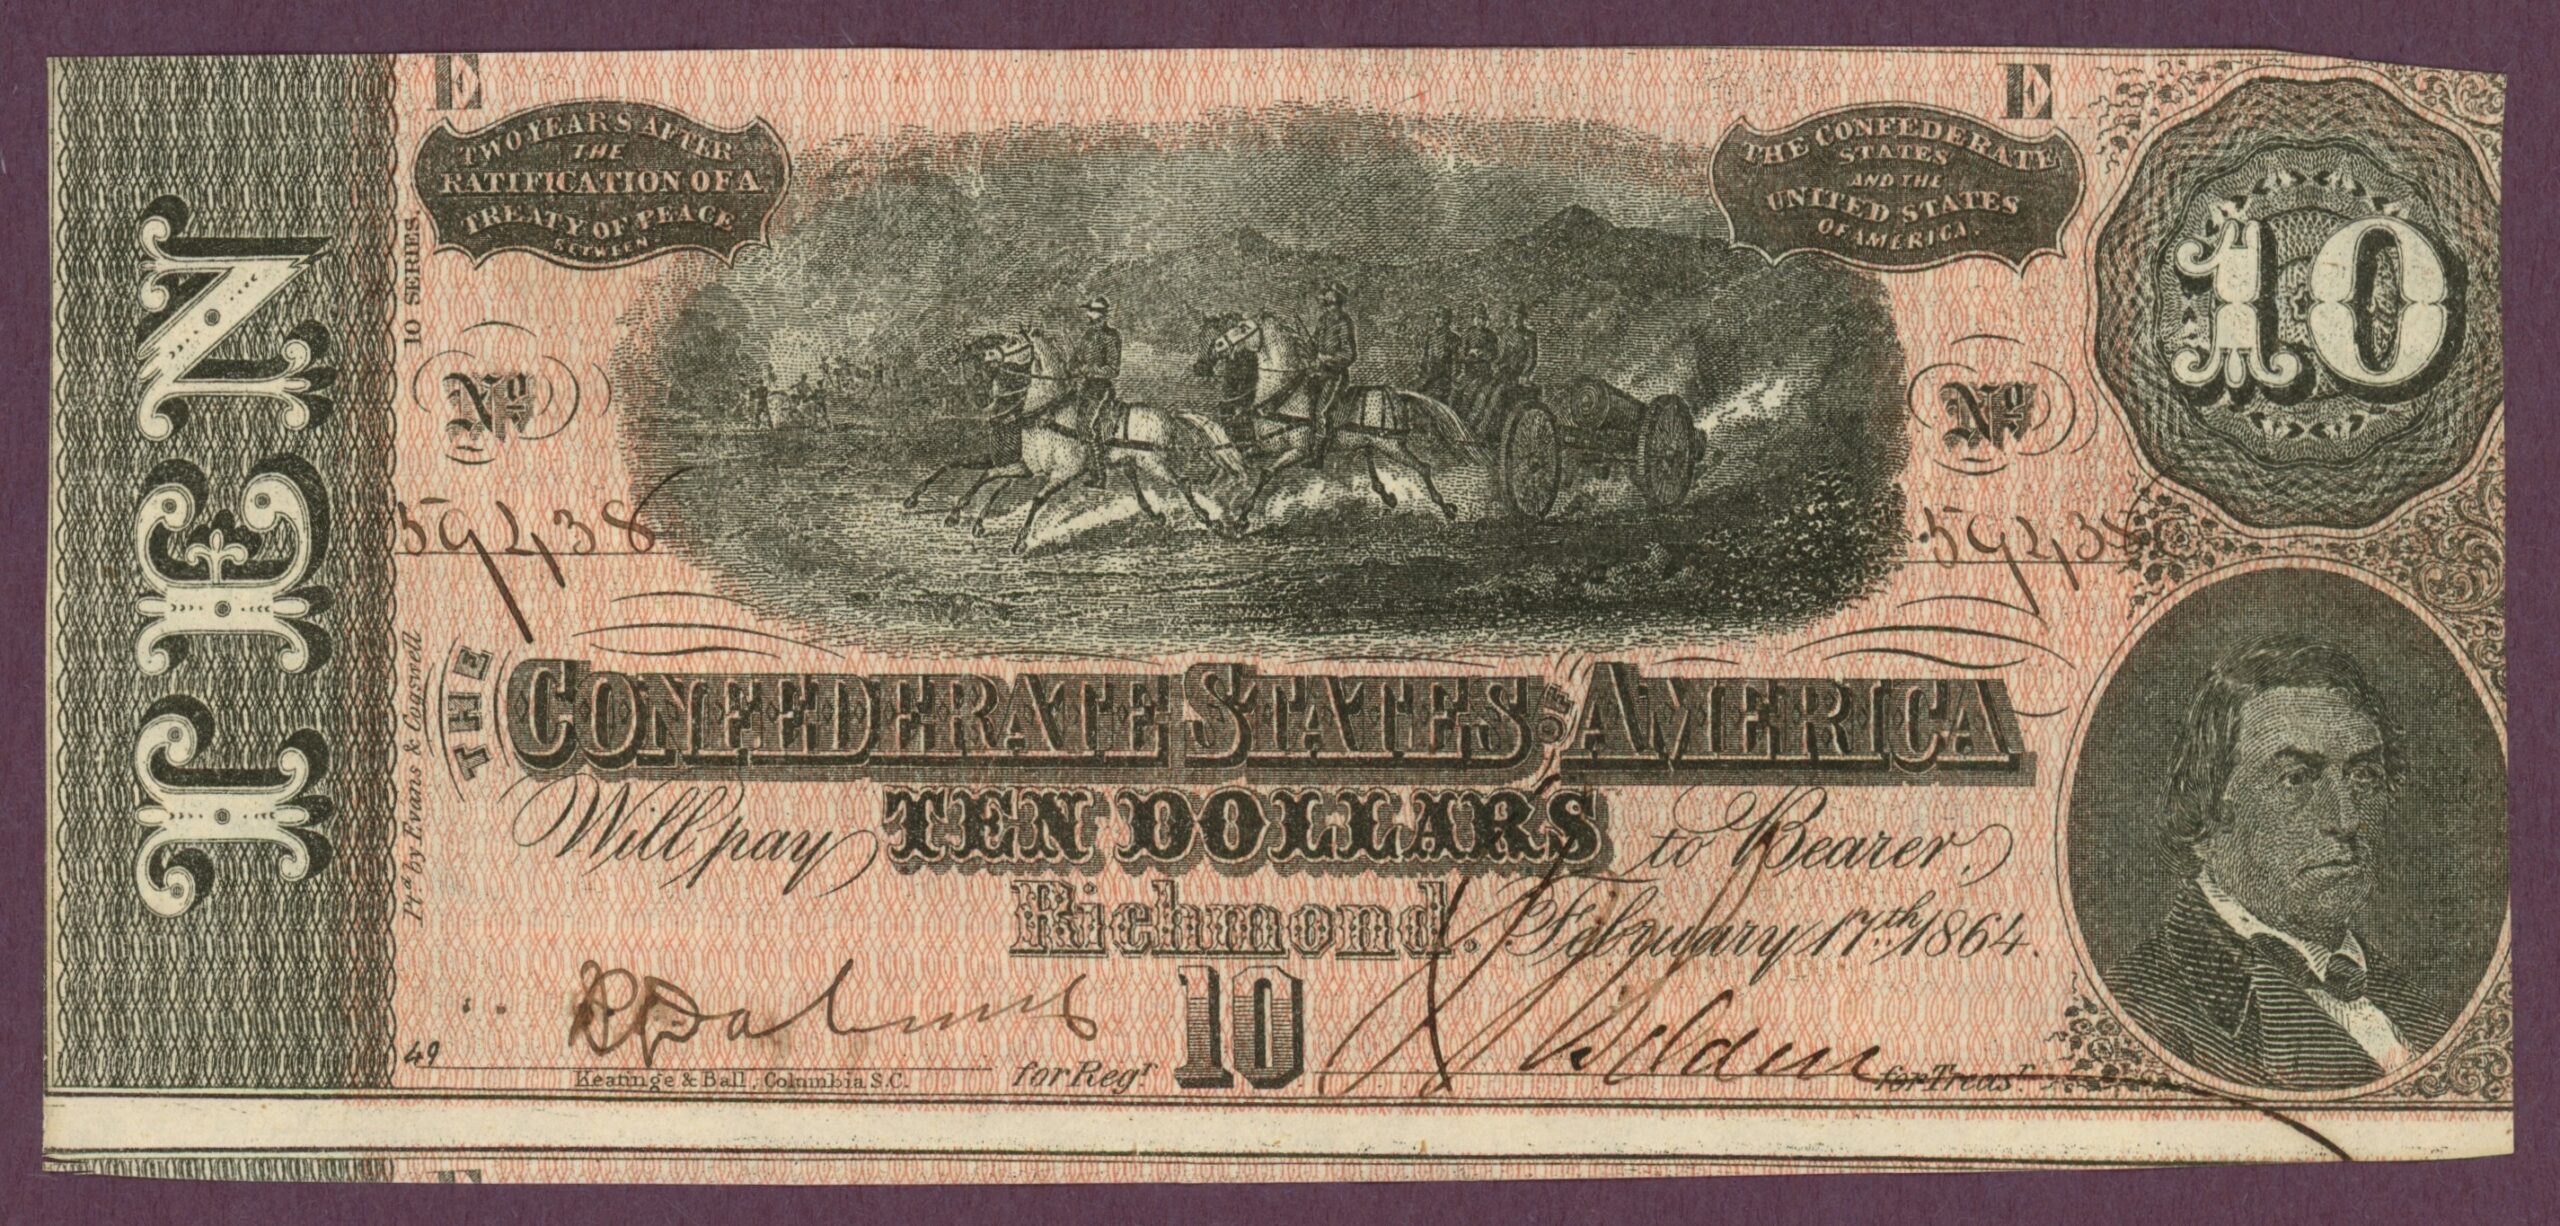 E
E
TWO YEARS AFTER
THE
RATIFICATION OF A
TREATY OF PEACE
BETWEEN
THE CONFEDERATE
STATES
AND THE
UNITED STATES
OF AMERICA.
10
TEN
10 SERIES.
No
No
59438
59438
Ptd. by Evans & Cogswell
THE CONFEDERATE STATES OF AMERICA
Will pay TEN DOLLARS to Bearer.
Richmond. February 17th. 1864.
10
49
Keatinge & Ball, Columbia S.C.
for Regr
for Treasr
E